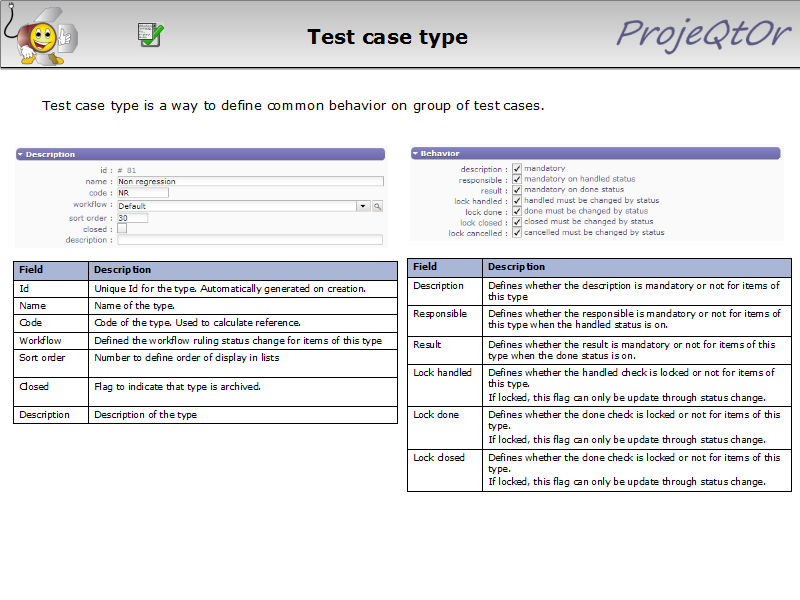 Test case type
ProjeQtOr
Test case type is a way to define common behavior on group of test cases.
Description
id : # 81
name : Non regression
code : NR
workflow : Default
sort order : 30
closed :
description :
Field Description
Id Unique Id for the type. Automatically generated on creation.
Name Name of the type.
Code Code of the type. Used to calculate reference.
Workflow Defined the workflow ruling status change for items of this type
Sort order Number to define order of display in lists
Closed Flag to indicate that type is archived.
Description Description of the type
Behavior
description : mandatory
responsible : mandatory on handled status
result : mandatory on done status
lock handled : handled must be changed by status
lock done : done must be changed by status
lock closed : closed must be changed by status
lock cancelled : cancelled must be changed by status
Field Description
Description Defines whether the description is mandatory or not for items of
this type
Responsible Defines whether the responsible is mandatory or not for items of
this type when the handled status is on.
Result Defines whether the result is mandatory or not for items of this
type when the done status is on.
Lock handled Defines whether the handled check is locked or not for items of
this type.
If locked, this flag can only be update through status change.
Lock done Defines whether the done check is locked or not for items of this
type.
If locked, this flag can only be update through status change.
Lock closed Defines whether the done check is locked or not for items of this
type.
If locked, this flag can only be update through status change.